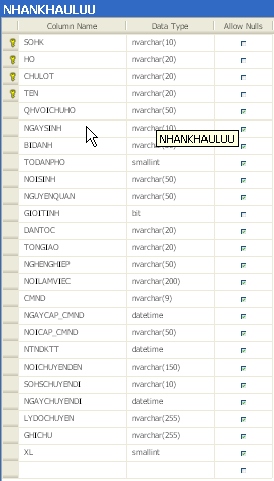 NHANKHAULUU
Column Name Data Type Allow Nulls
SOHK nvarchar(10)
HO nvarchar(20)
CHULOT nvarchar(20)
TEN nvarchar(20)
QHVOICHUHO nvarchar(50)
NGAYSINH nvarchar(10)
NHANKHAULUU
BIDANH
TODANPHO smallint
NOISINH nvarchar(50)
NGUYENQUAN nvarchar(50)
GIOITINH bit
DANTOC nvarchar(20)
TONGIAO nvarchar(20)
NGHENGHIEP nvarchar(50)
NOILAMVIEC nvarchar(200)
CMND nvarchar(9)
NGAYCAP_CMND datetime
NOICAP_CMND nvarchar(50)
NTNDKTT datetime
NOICHUYENDEN nvarchar(150)
SOHSCHUYENDI nvarchar(10)
NGAYCHUYENDI datetime
LYDOCHUYEN nvarchar(255)
GHICHU nvarchar(255)
XL smallint